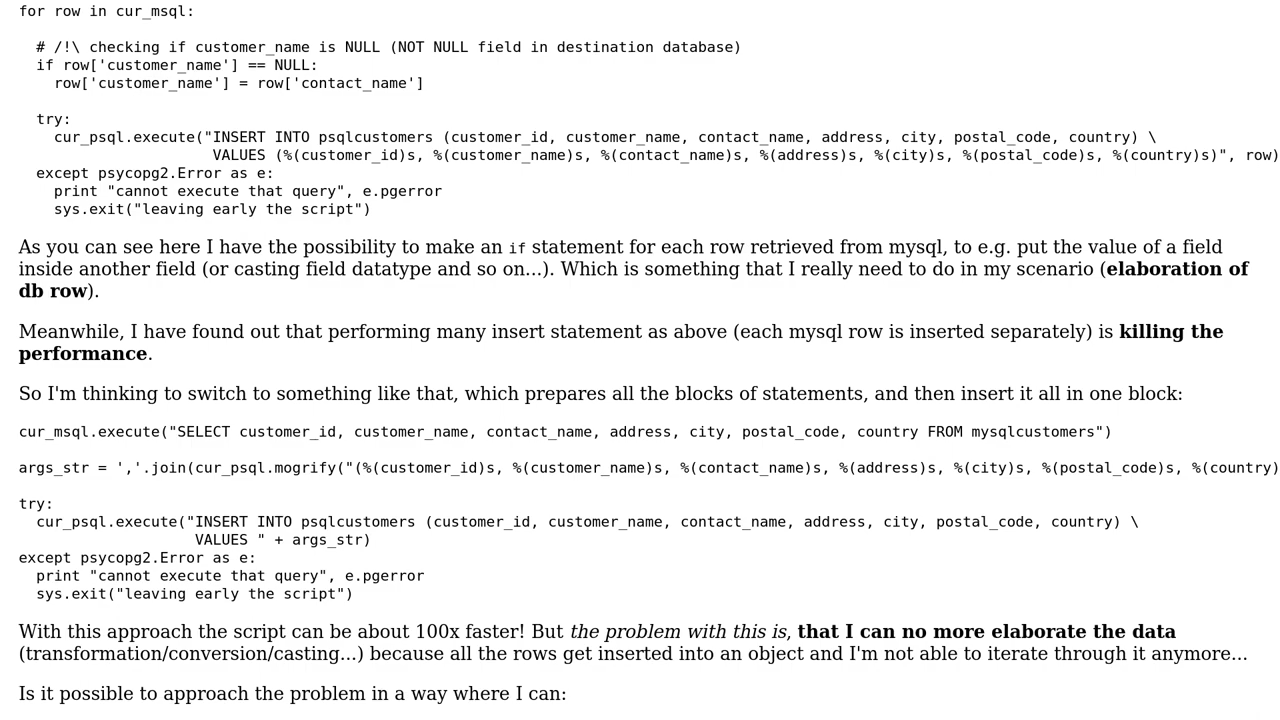 for row in cur_msql:
# /!\ checking if customer_name is NULL (NOT NULL field in destination database)
if row['customer_name'] == NULL:
row['customer_name'] = row['contact_name']
try:
cur_psql.execute("INSERT INTO psqlcustomers (customer_id, customer_name, contact_name, address, city, postal_code, country) \
VALUES (%(customer_id)s, %(customer_name)s, %(contact_name)s, %(address)s, %(city)s, %(postal_code)s, %(country)s)", row)
except psycopg2.Error as e:
print "cannot execute that query", e.pgerror
sys.exit("leaving early the script")
As you can see here I have the possibility to make an if statement for each row retrieved from mysql, to e.g. put the value of a field
inside another field (or casting field datatype and so on...). Which is something that I really need to do in my scenario (elaboration of
db row).
Meanwhile, I have found out that performing many insert statement as above (each mysql row is inserted separately) is killing the
performance.
So I'm thinking to switch to something like that, which prepares all the blocks of statements, and then insert it all in one block:
cur_msql.execute("SELECT customer_id, customer_name, contact_name, address, city, postal_code, country FROM mysqlcustomers")
args_str = ','.join(cur_psql.mogrify("(%(customer_id)s, %(customer_name)s, %(contact_name)s, %(address)s, %(city)s, %(postal_code)s, %(country)
try:
cur_psql.execute("INSERT INTO psqlcustomers (customer_id, customer_name, contact_name, address, city, postal_code, country) \
VALUES " + args_str)
except psycopg2.Error as e:
print "cannot execute that query", e.pgerror
sys.exit("leaving early the script")
With this approach the script can be about 100x faster! But the problem with this is, that I can no more elaborate the data
(transformation/conversion/casting...) because all the rows get inserted into an object and I'm not able to iterate through it anymore...
Is it possible to approach the problem in a way where I can: